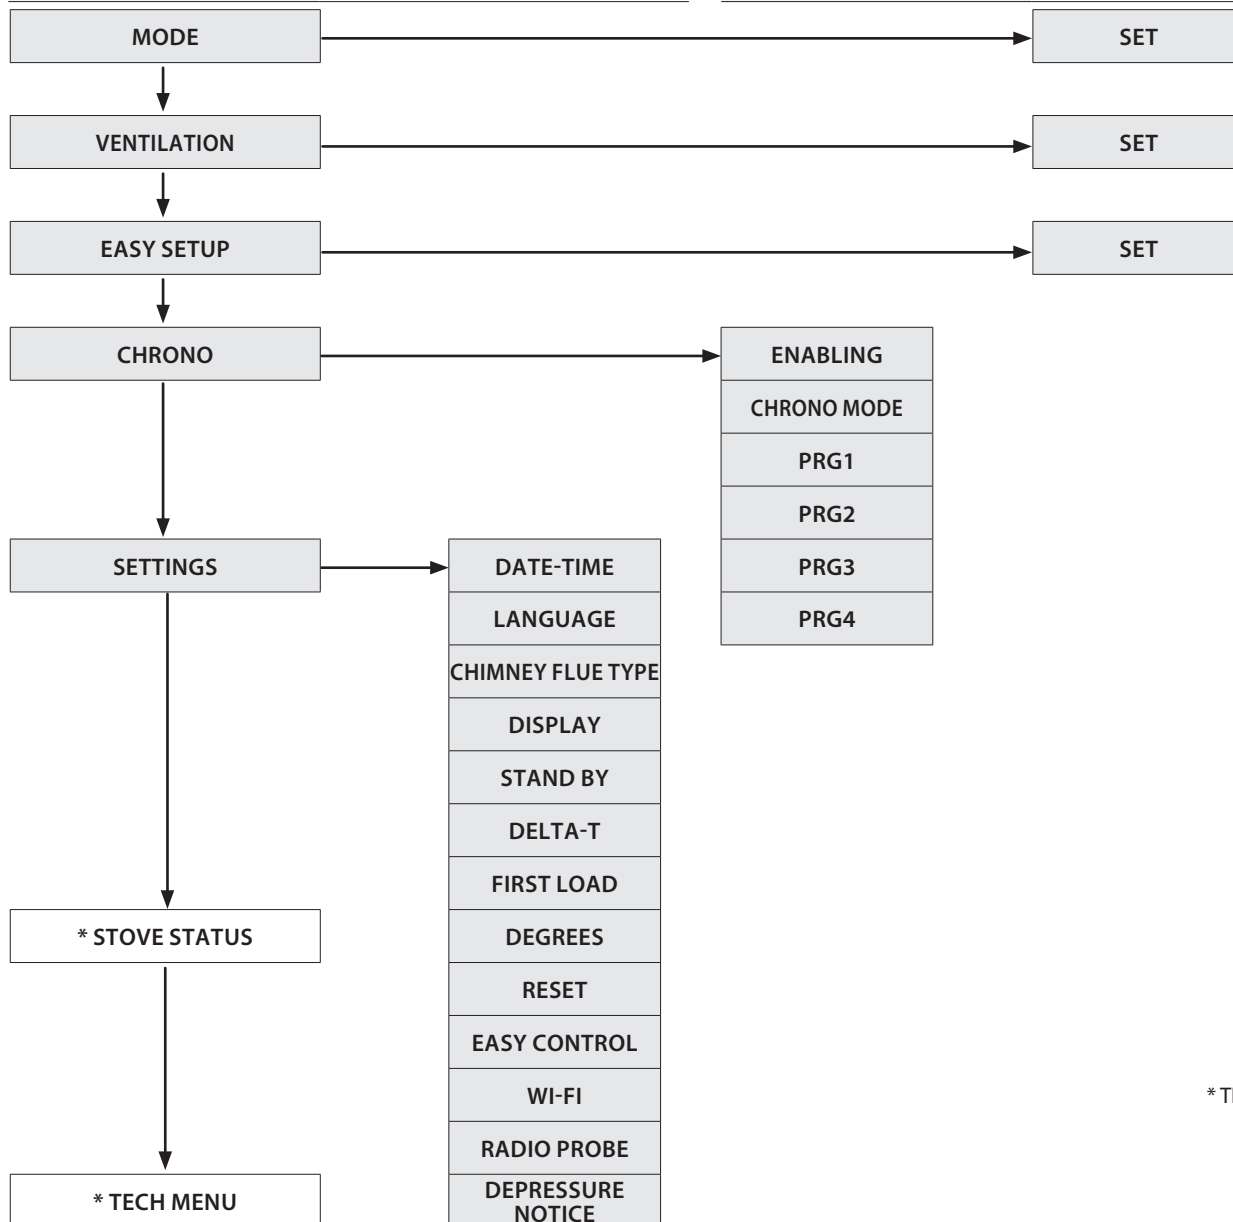 MODE
SET
VENTILATION
SET
EASY SETUP
SET
CHRONO
ENABLING
CHRONO MODE
PRG1
PRG2
PRG3
PRG4
SETTINGS
DATE-TIME
LANGUAGE
CHIMNEY FLUE TYPE
DISPLAY
STAND BY
DELTA-T
FIRST LOAD
DEGREES
RESET
EASY CONTROL
WI-FI
RADIO PROBE
DEPRESSURE
NOTICE
* STOVE STATUS
* TECH MENU
*